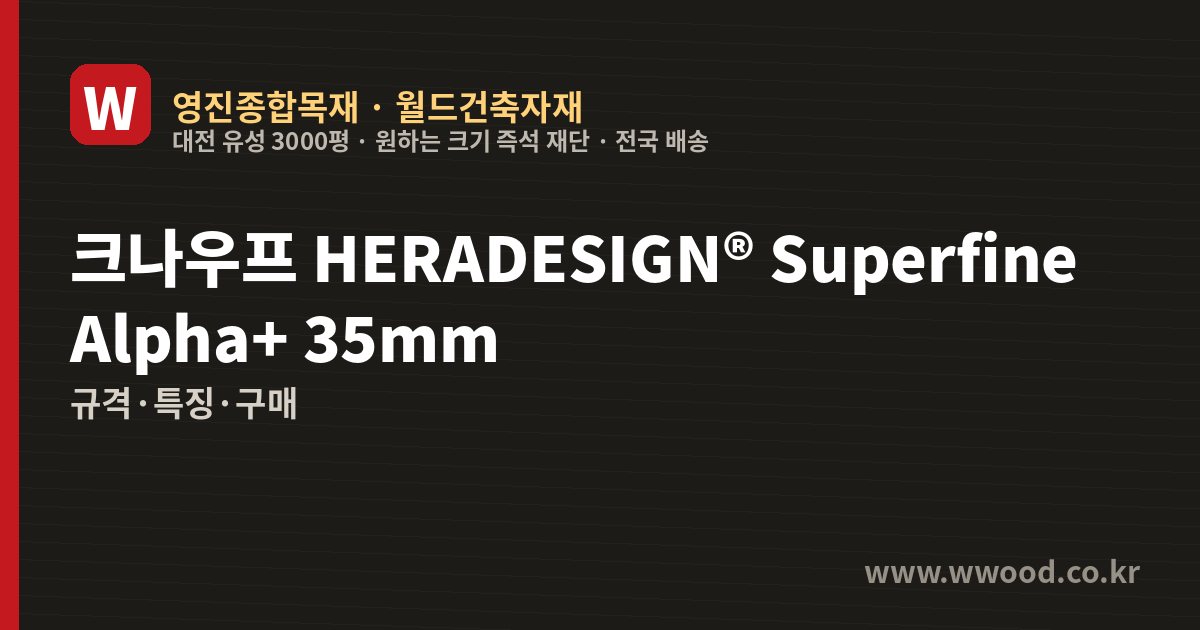 W
영진종합목재 · 월드건축자재
대전 유성 3000평 · 원하는 크기 즉석 재단 · 전국 배송
크나우프 HERADESIGN® Superfine
Alpha+ 35mm
규격·특징·구매
www.wwood.co.kr